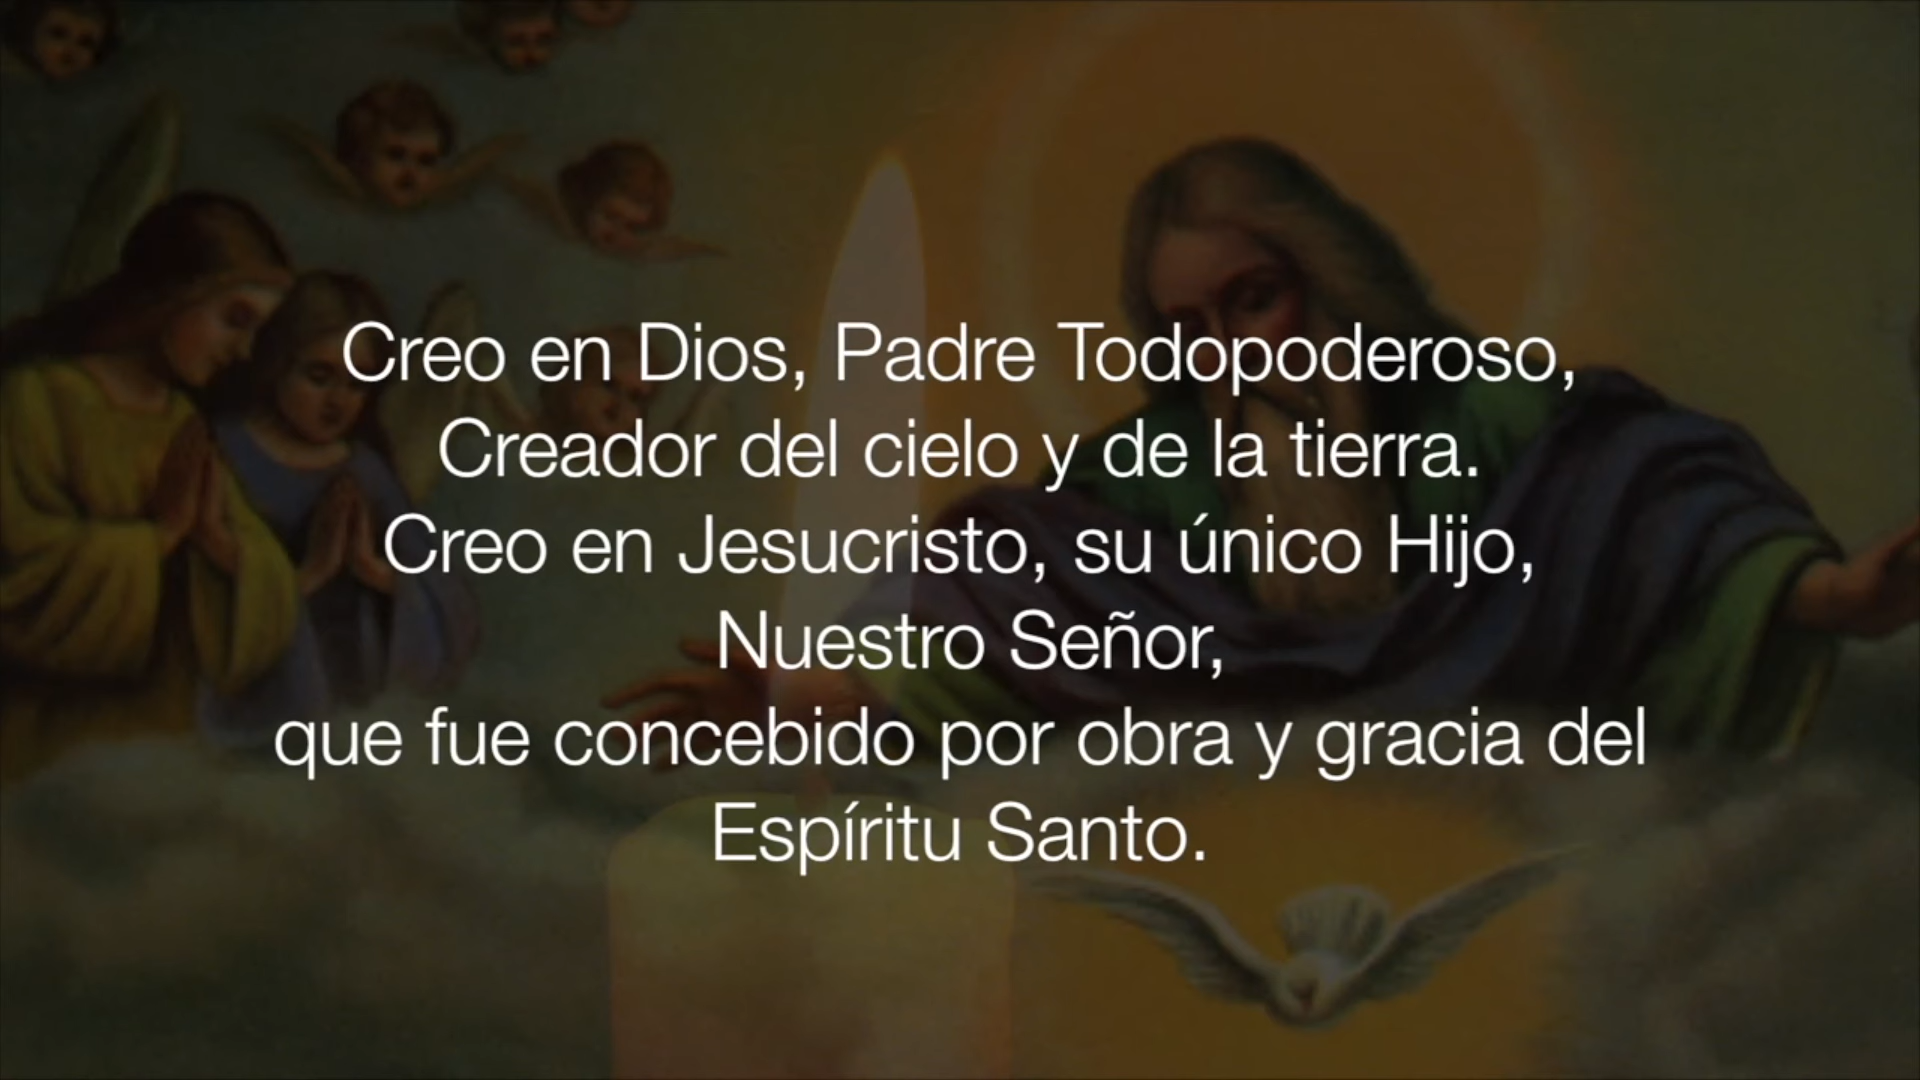 Creo en Dios, Padre Todopoderoso,
Creador del cielo y de la tierra.
Creo en Jesucristo, su único Hijo,
Nuestro Señor,
que fue concebido por obra y gracia del
Espíritu Santo.